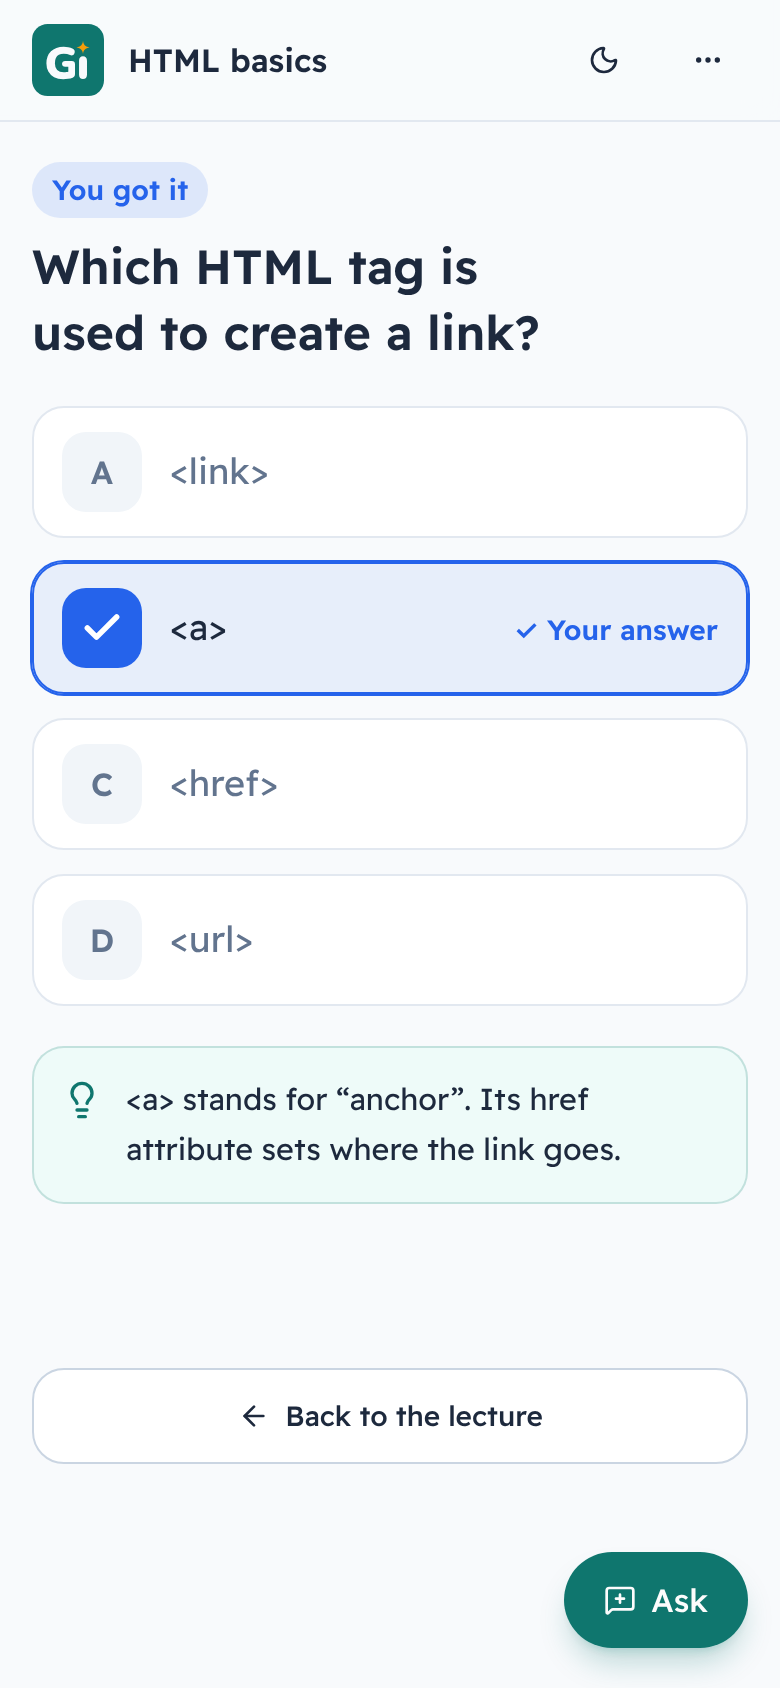 Gi
HTML basics
You got it
Which HTML tag is
used to create a link?
A
<link>
<a>
Your answer
C
<href>
D
<url>
<a> stands for “anchor”. Its href
attribute sets where the link goes.
Back to the lecture
Ask